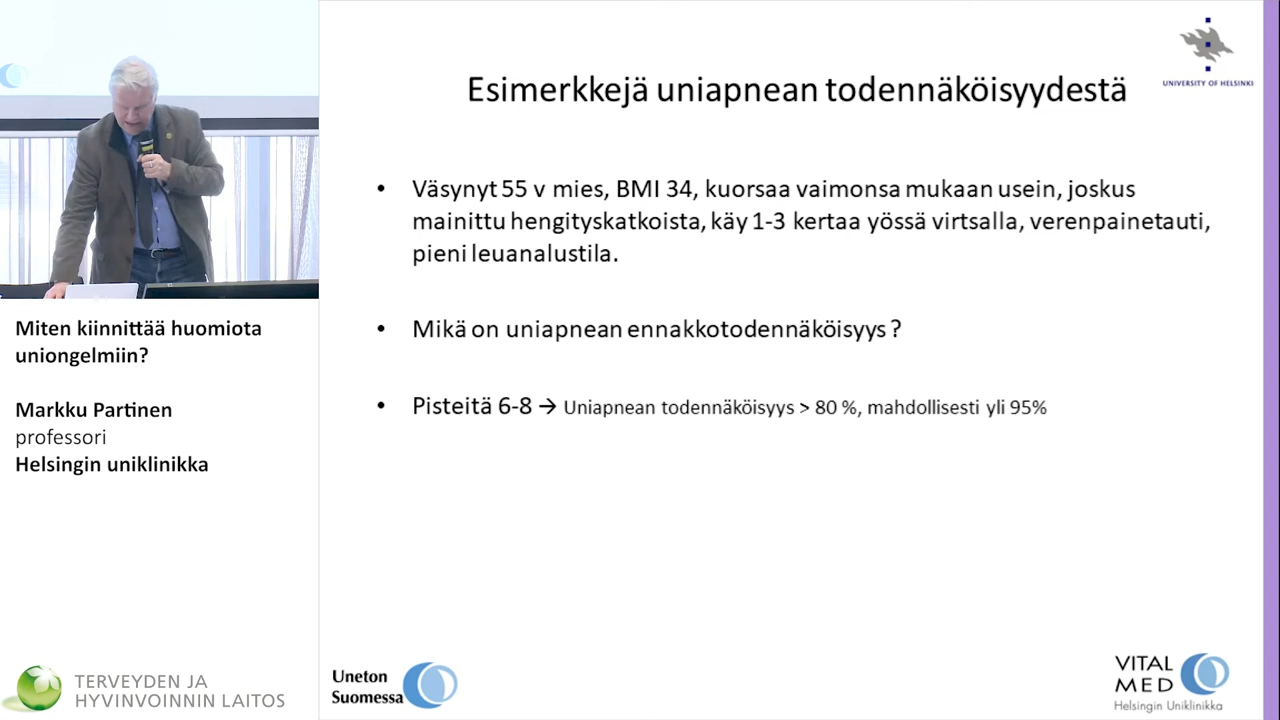 Esimerkkejä uniapnean todennäköisyydestä
UNIVERSITY OF HELSINKI
• Väsynyt 55 v mies, BMI 34, kuorsaa vaimonsa mukaan usein, joskus
mainittu hengityskatkoista, käy 1-3 kertaa yössä virtsalla, verenpainetauti,
pieni leuanalustila.
• Mikä on uniapnean ennakkotodennäköisyys ?
• Pisteitä 6-8 → Uniapnean todennäköisyys > 80 %, mahdollisesti yli 95%
Miten kiinnittää huomiota
uniongelmiin?
Markku Partinen
professori
Helsingin uniklinikka
TERVEYDEN JA
HYVINVOINNIN LAITOS
Uneton
Suomessa
VITAL
MED
Helsingin Uniklinikka